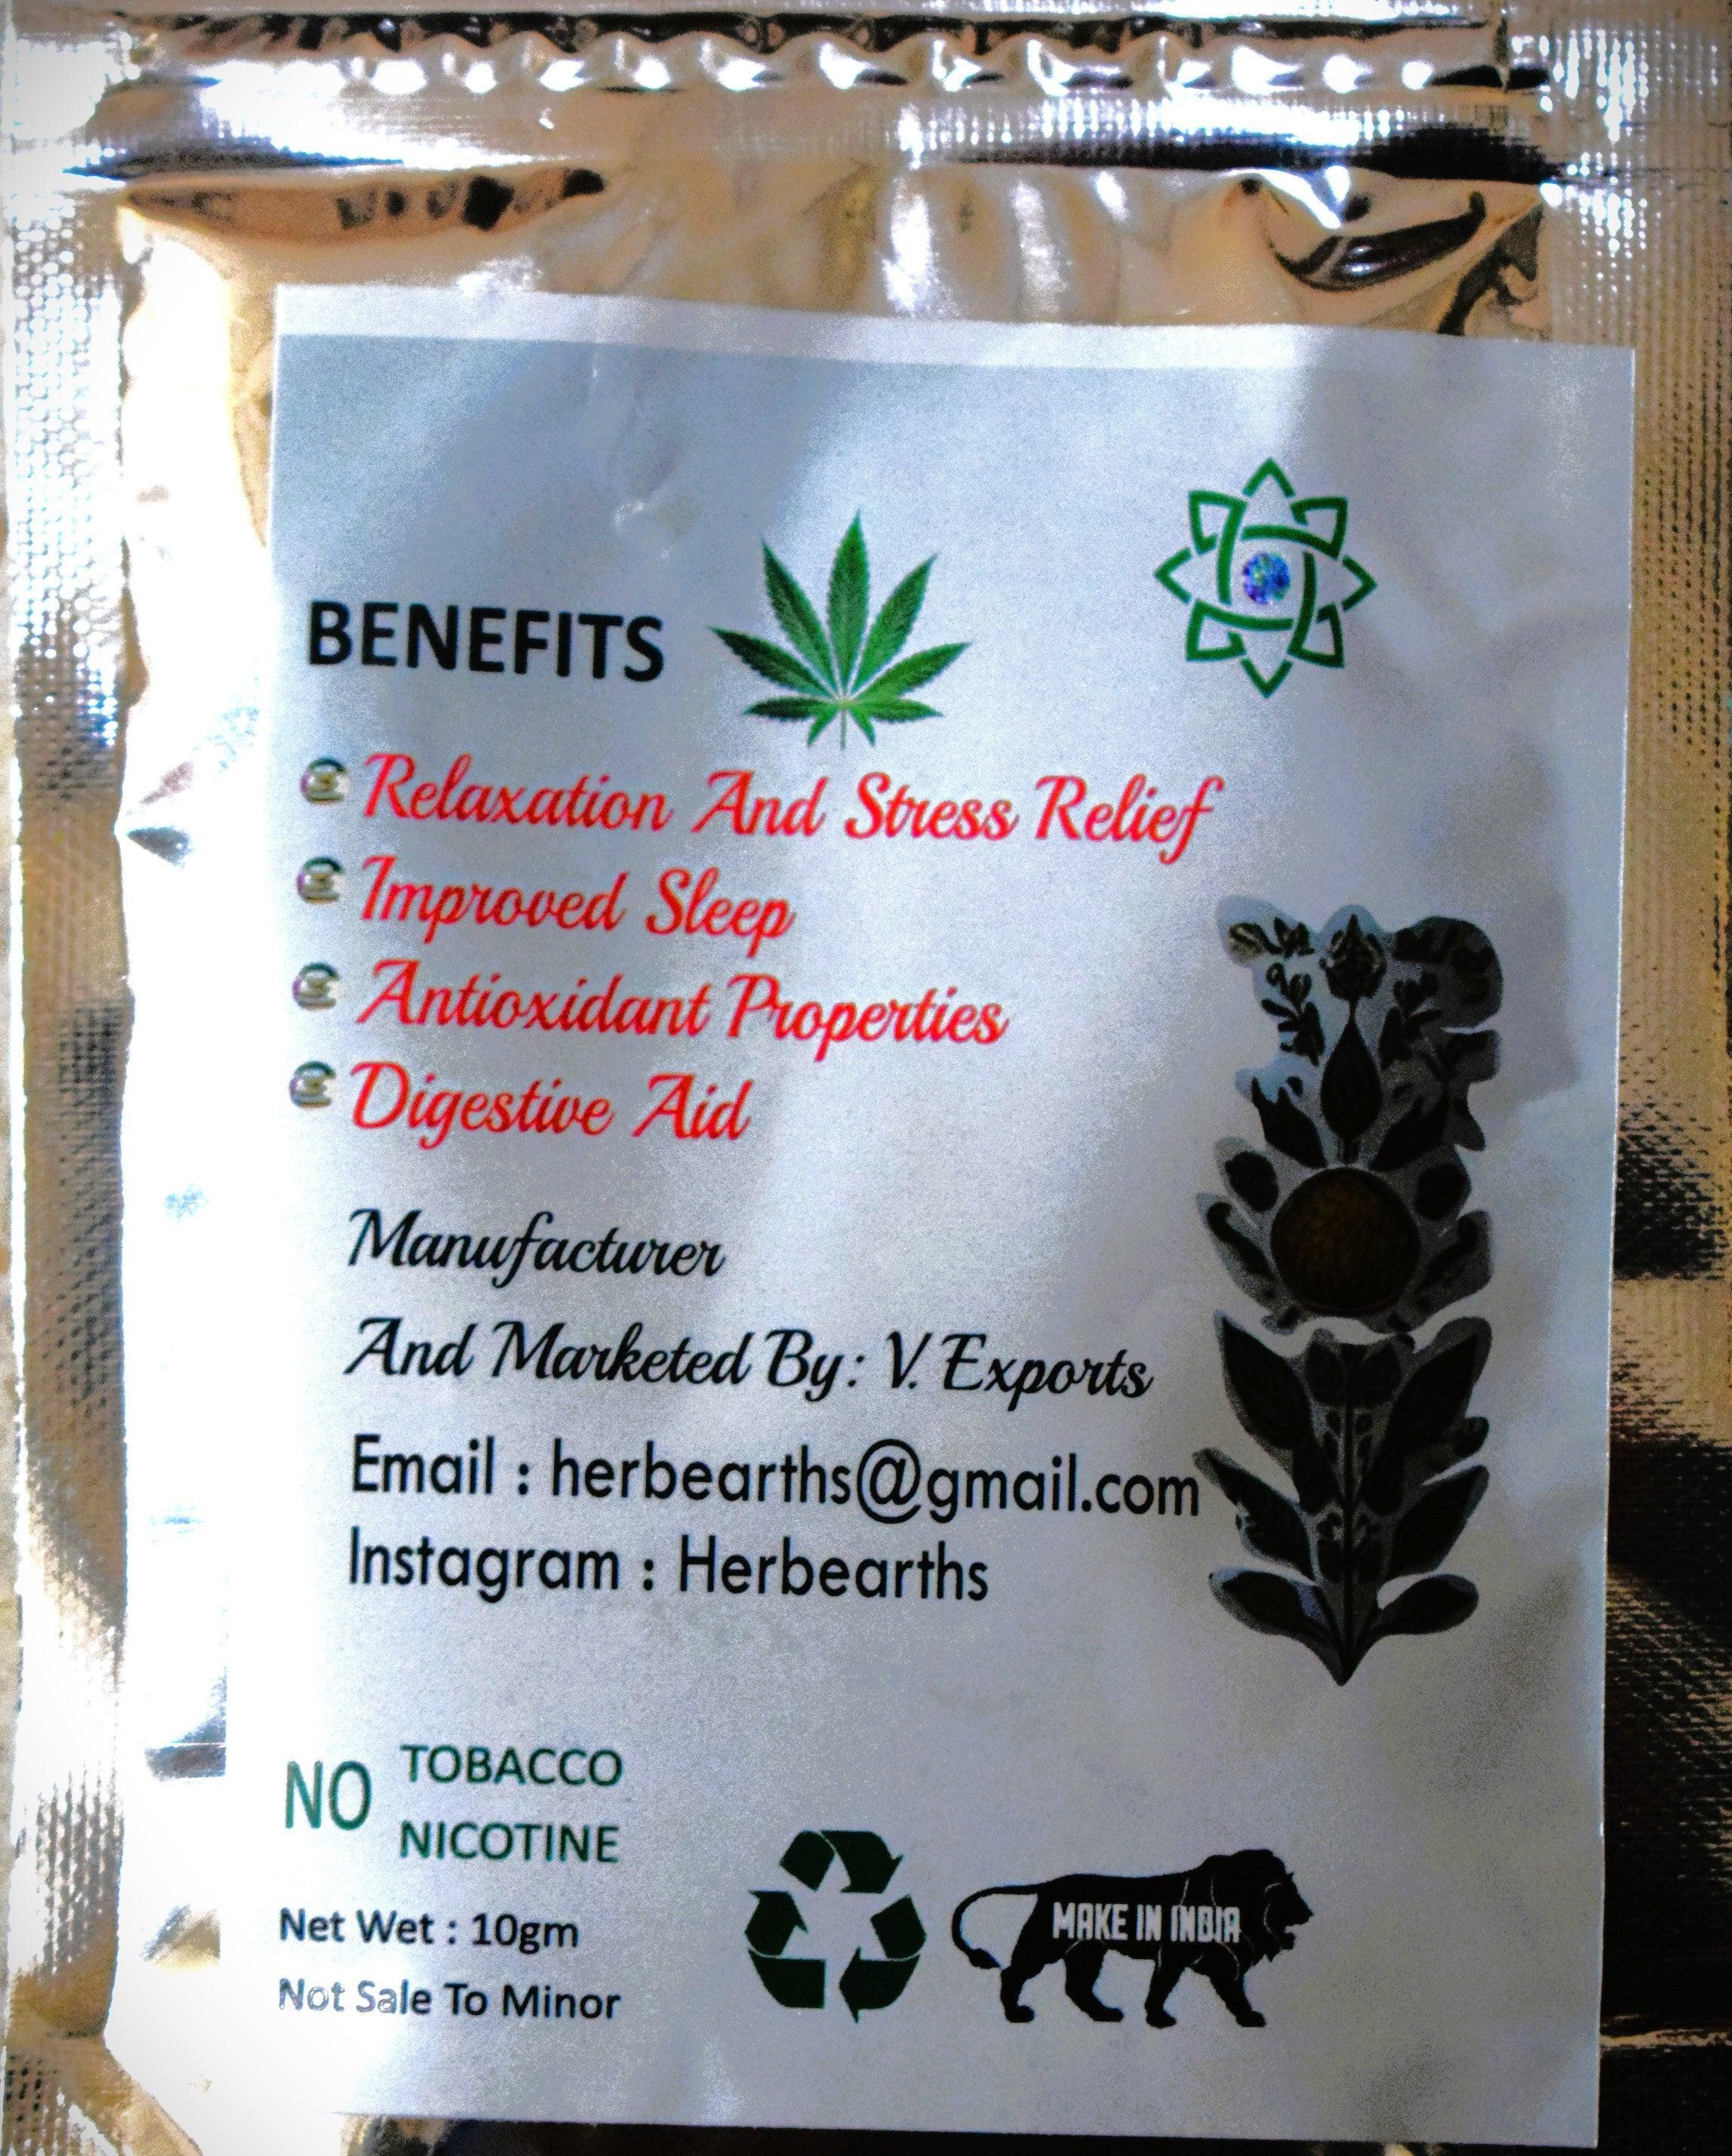 BENEFITS
Relaxation And Stress Relief
Improved Sleep
Antioxidant Properties
Digestive Aid
Manufacturer
And Marketed By: V. Exports
Email : herbearths@gmail.com
Instagram : Herbearths
NO TOBACCO
NICOTINE
Net Wet : 10gm
Not Sale To Minor
MAKE IN INDIA